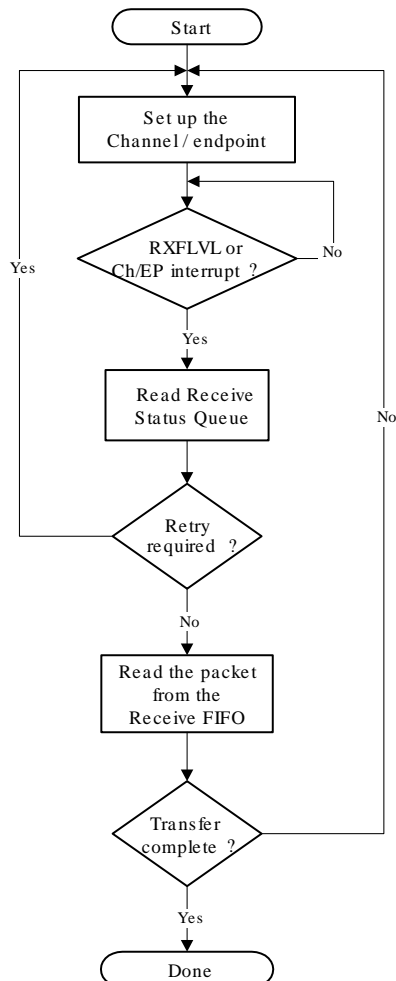 Start
Set up the
Channel / endpoint
RXFLVL or
Ch/EP interrupt ?
No
Yes
Yes
Read Receive
Status Queue
No
Retry
required ?
No
Read the packet
from the
Receive FIFO
Transfer
complete ?
Yes
Done